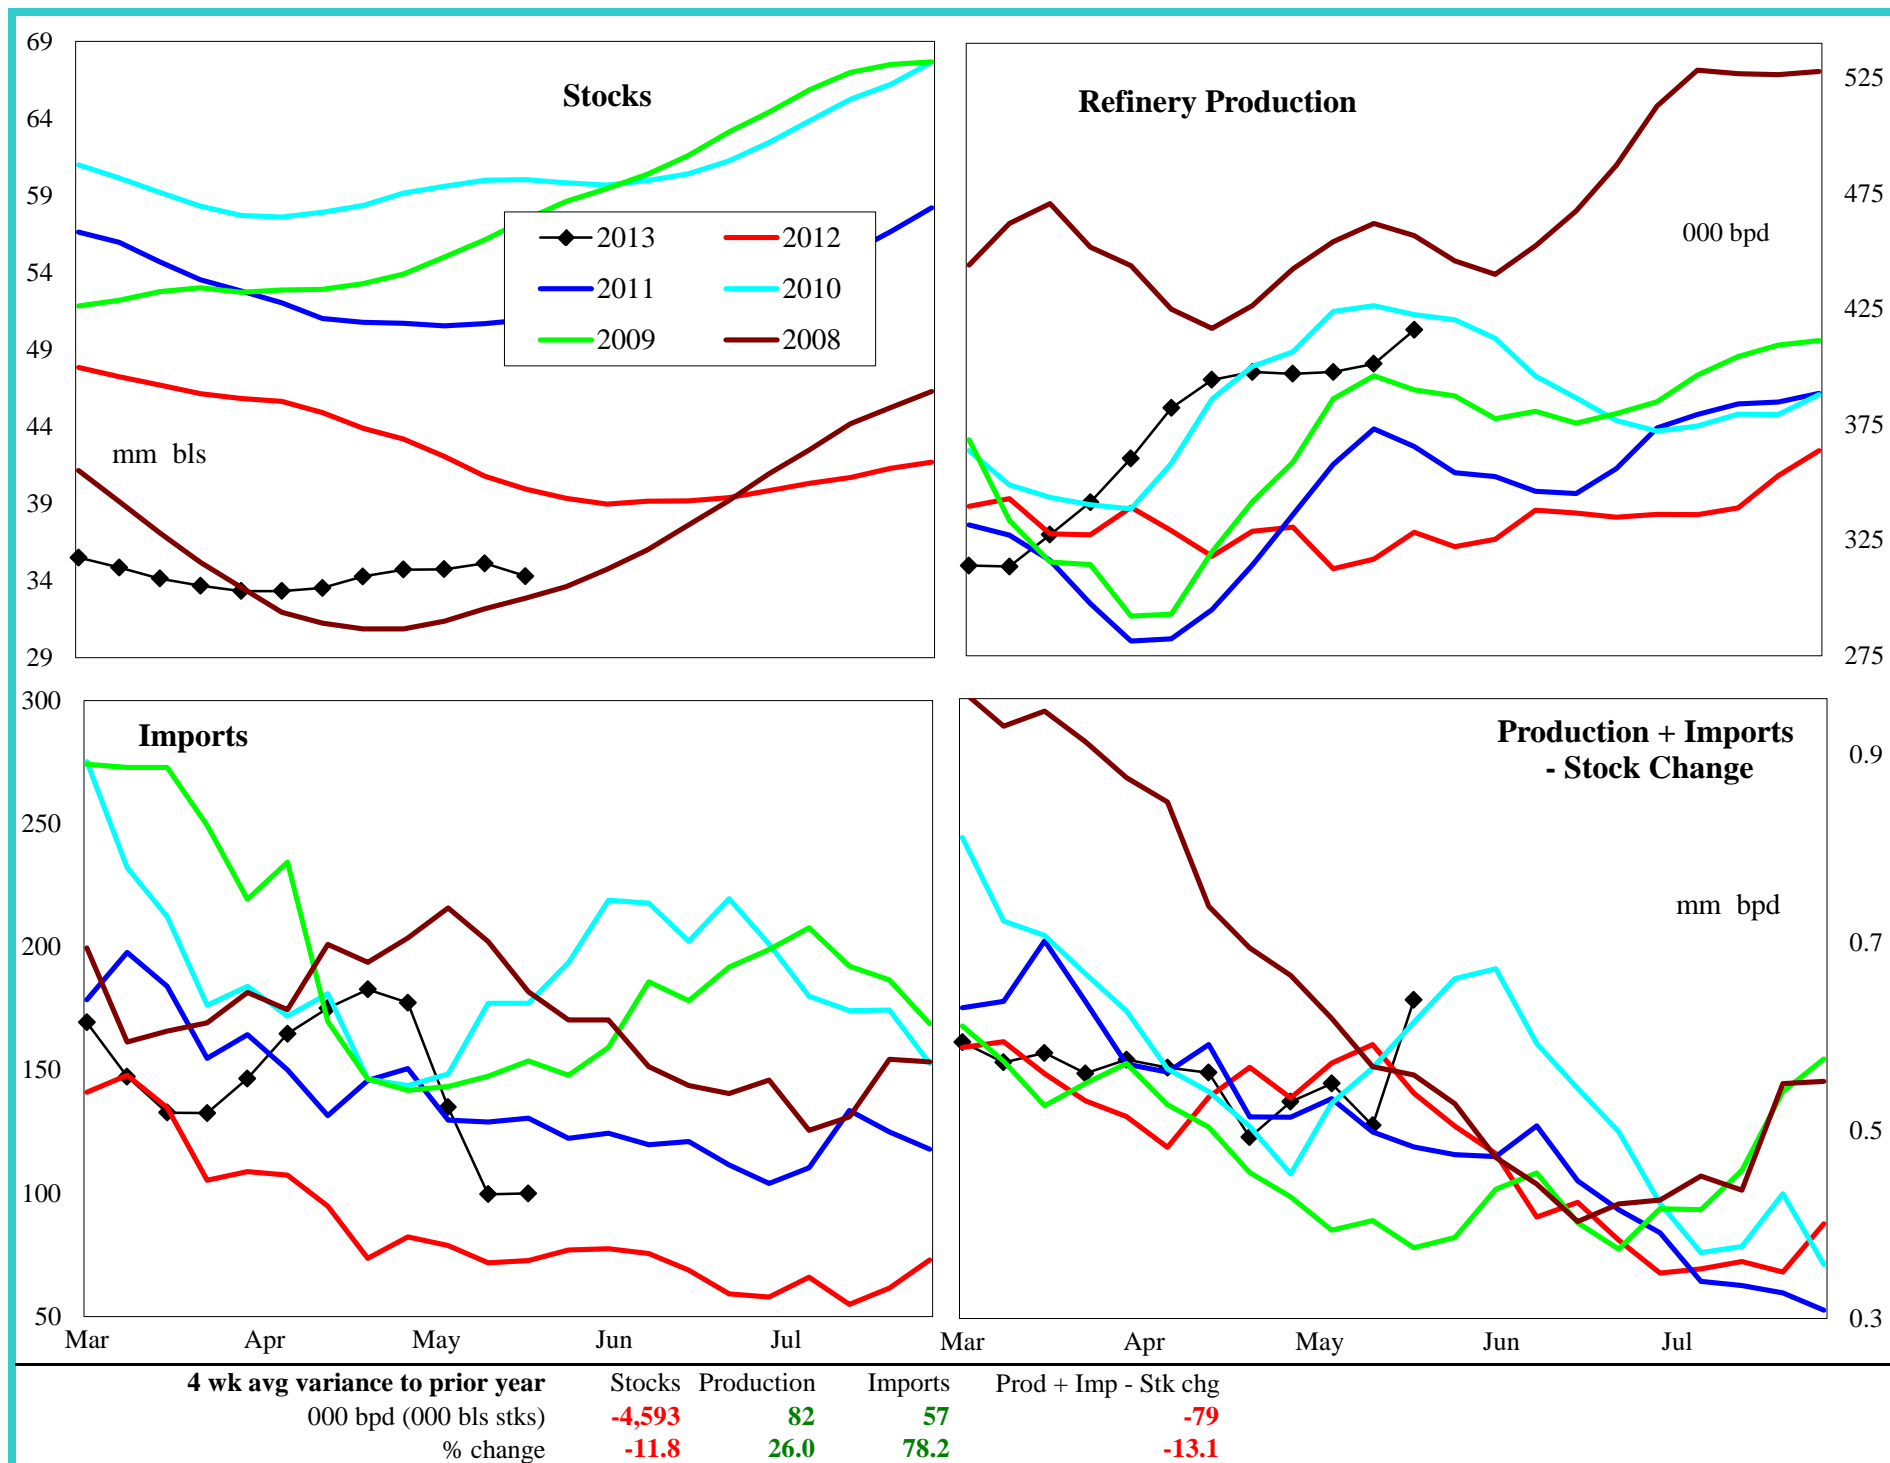 Stocks
69
64
59
54
49
44
39
34
29
mm bls
2013 2012
2011 2010
2009 2008
Refinery Production
000 bpd
525
475
425
375
325
275
Imports
300
250
200
150
100
50
Mar Apr May Jun Jul
Production + Imports
- Stock Change
mm bpd
0.9
0.7
0.5
0.3
Mar Apr May Jun Jul
4 wk avg variance to prior year Stocks Production Imports Prod + Imp - Stk chg
000 bpd (000 bls stks) -4,593 82 57 -79
% change -11.8 26.0 78.2 -13.1